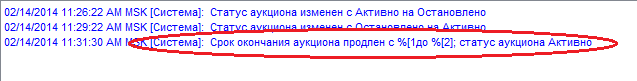 02/14/2014 11:26:22 AM MSK [Система]: Статус аукциона изменен с Активно на Остановлено
02/14/2014 11:29:22 AM MSK [Система]: Статус аукциона изменен с Остановлено на Активно
02/14/2014 11:31:30 AM MSK [Система]: Срок окончания аукциона продлен с %[1до %[2]; статус аукциона Активно